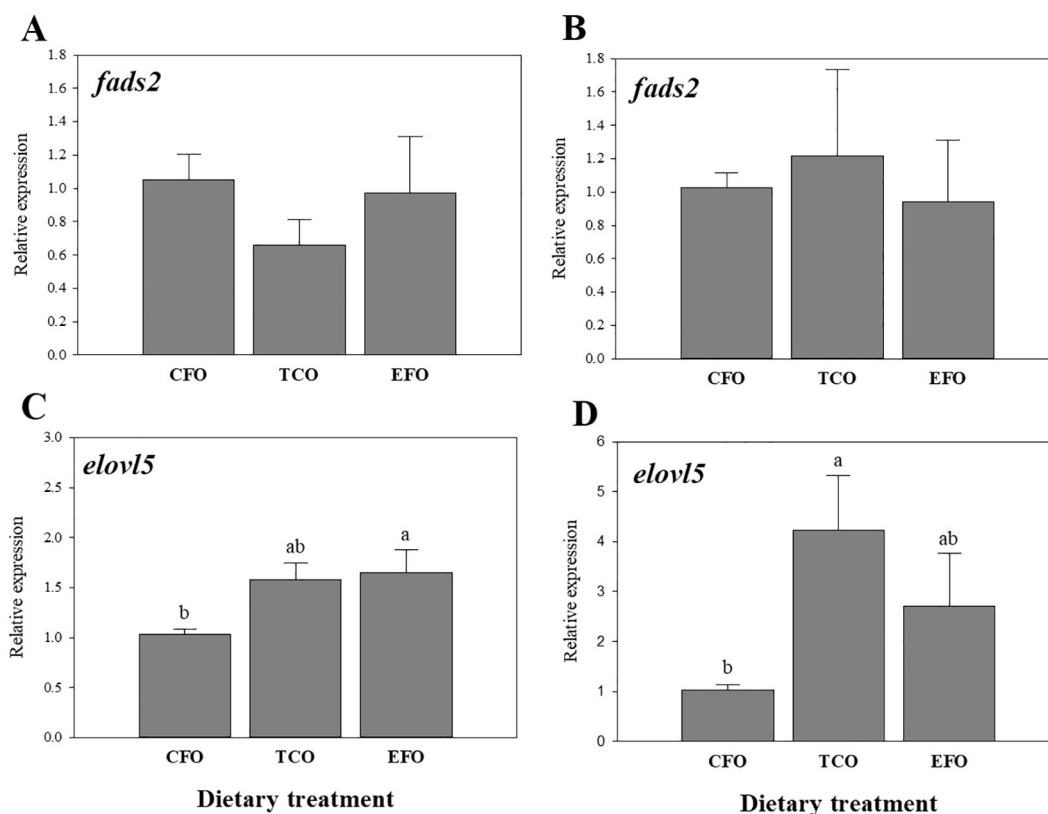 A
fads2
Relative expression
1.8
1.6
1.4
1.2
1.0
0.8
0.6
0.4
0.2
0.0
CFO TCO EFO
B
fads2
Relative expression
1.8
1.6
1.4
1.2
1.0
0.8
0.6
0.4
0.2
0.0
CFO TCO EFO
C
elovl5
Relative expression
3.0
2.5
2.0
1.5
1.0
0.5
0.0
b ab a
CFO TCO EFO
Dietary treatment
D
elovl5
Relative expression
6
5
4
3
2
1
0
b a ab
CFO TCO EFO
Dietary treatment